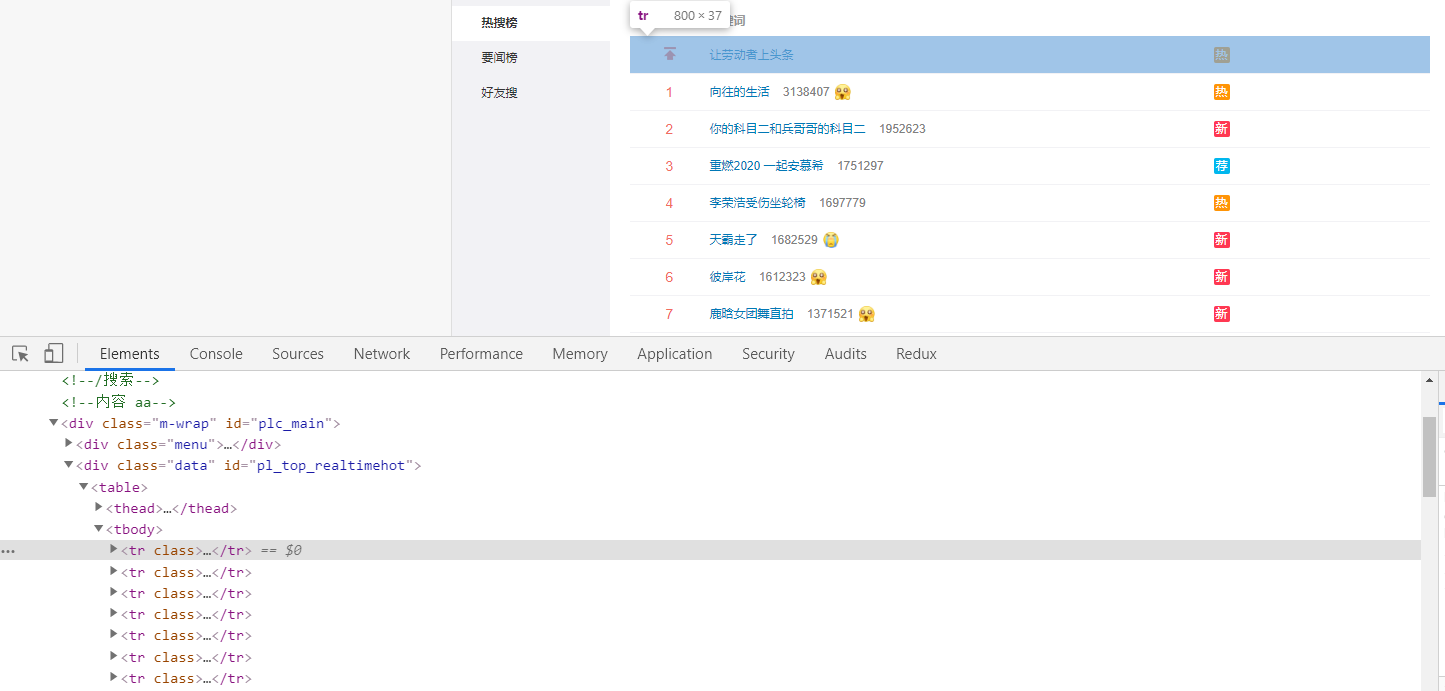 热搜榜
要闻榜
好友搜
tr 800 × 37
词
让劳动者上头条 热
1 向往的生活 3138407 热
2 你的科目二和兵哥哥的科目二 1952623 新
3 重燃2020 一起安慕希 1751297 荐
4 李荣浩受伤坐轮椅 1697779 热
5 天霸走了 1682529 新
6 彼岸花 1612323 新
7 鹿晗女团舞直拍 1371521 新
Elements Console Sources Network Performance Memory Application Security Audits Redux
<!--/搜索-->
<!--内容 aa-->
<div class="m-wrap" id="plc_main">
<div class="menu">…</div>
<div class="data" id="pl_top_realtimehot">
<table>
<thead>…</thead>
<tbody>
<tr class>…</tr> == $0
<tr class>…</tr>
<tr class>…</tr>
<tr class>…</tr>
<tr class>…</tr>
<tr class>…</tr>
<tr class>…</tr>